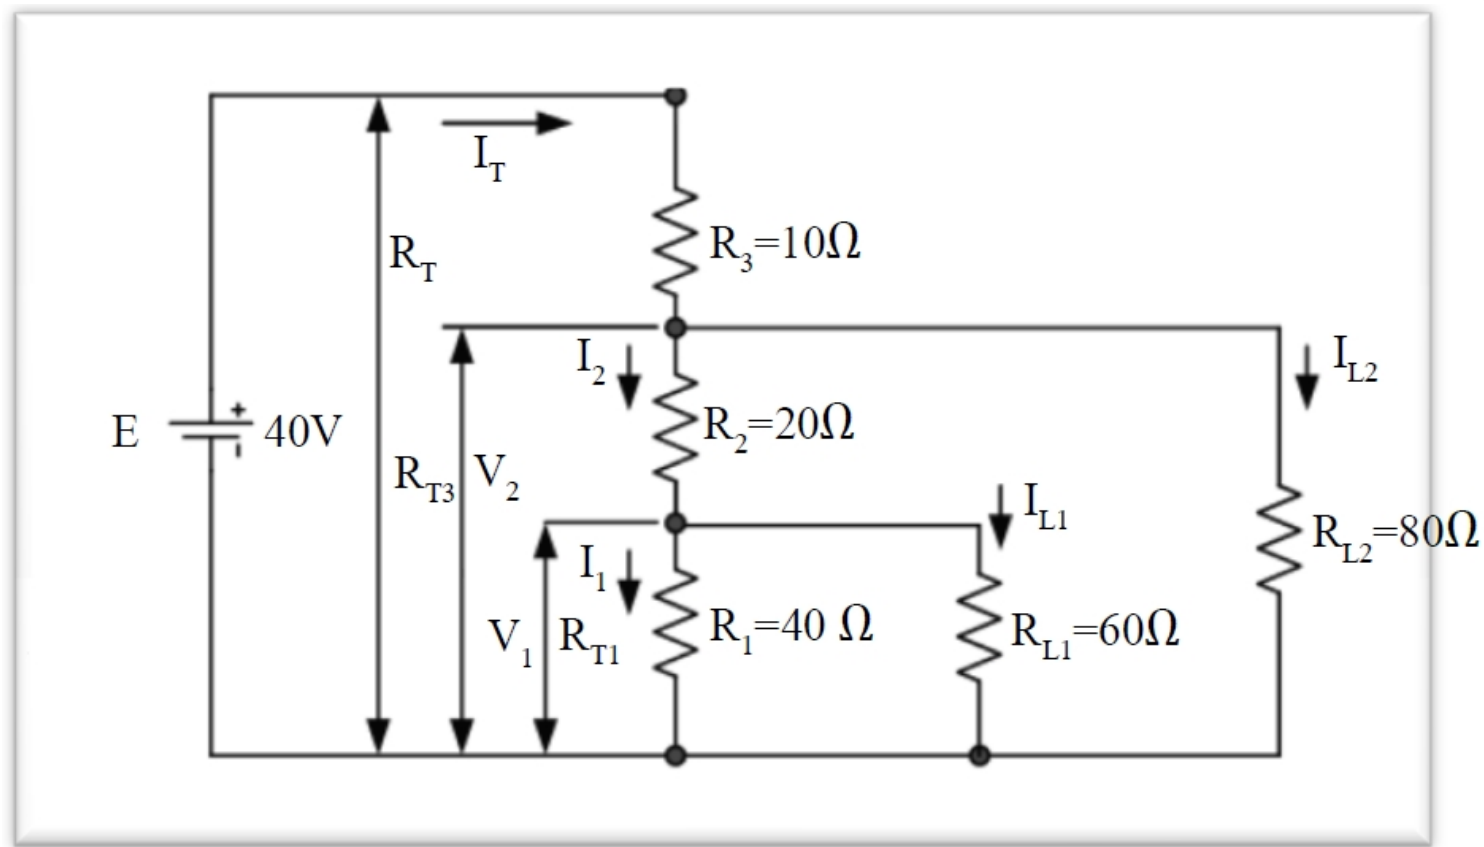 I_T
R_T
R_3=10Ω
I_2
I_L2
E
+
-
40V
R_2=20Ω
R_T3
V_2
I_L1
R_L2=80Ω
I_1
V_1
R_T1
R_1=40 Ω
R_L1=60Ω